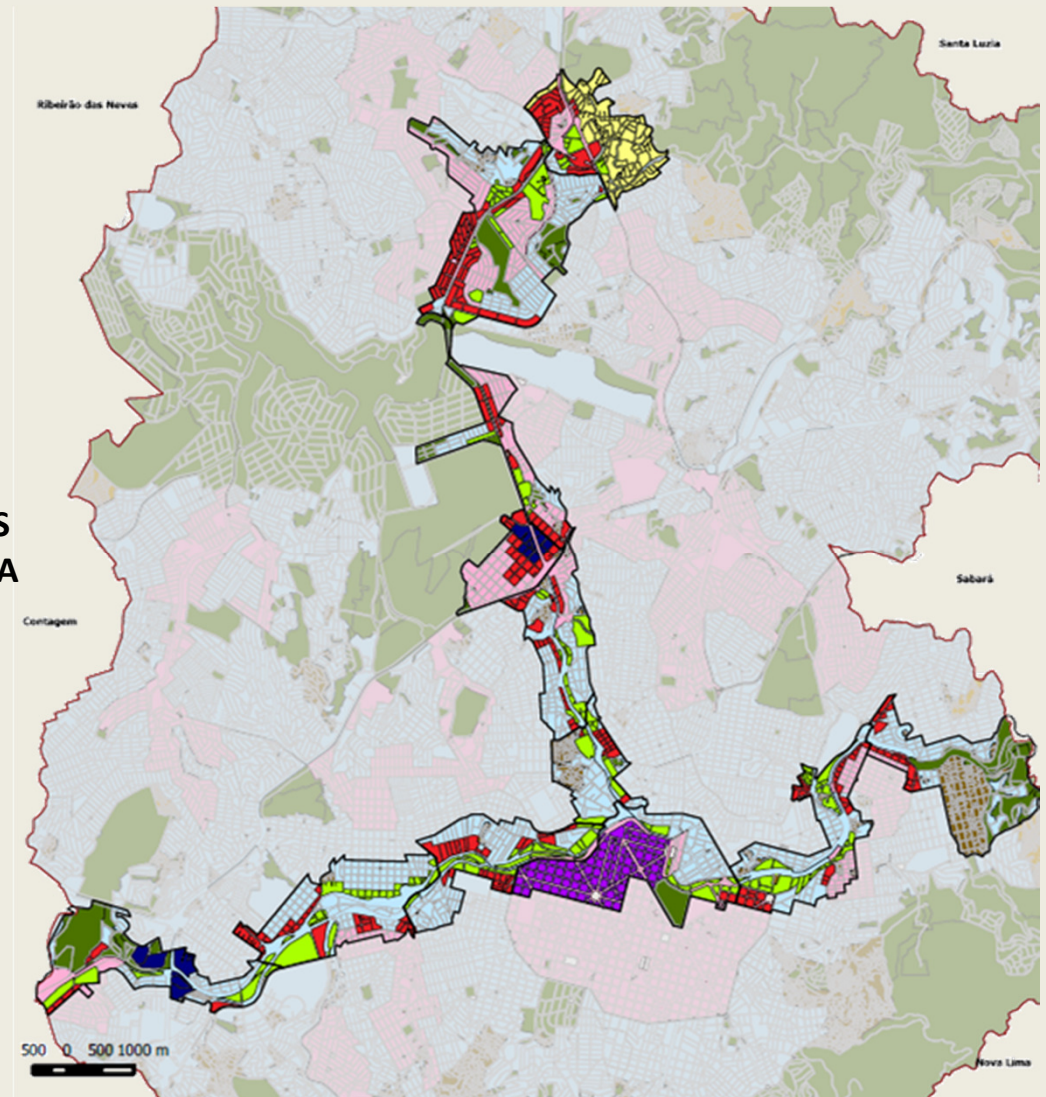 Santa Luzia
Ribeirão das Neves
S
A
Sabará
Contagem
500 0 500 1000 m
Nova Lima